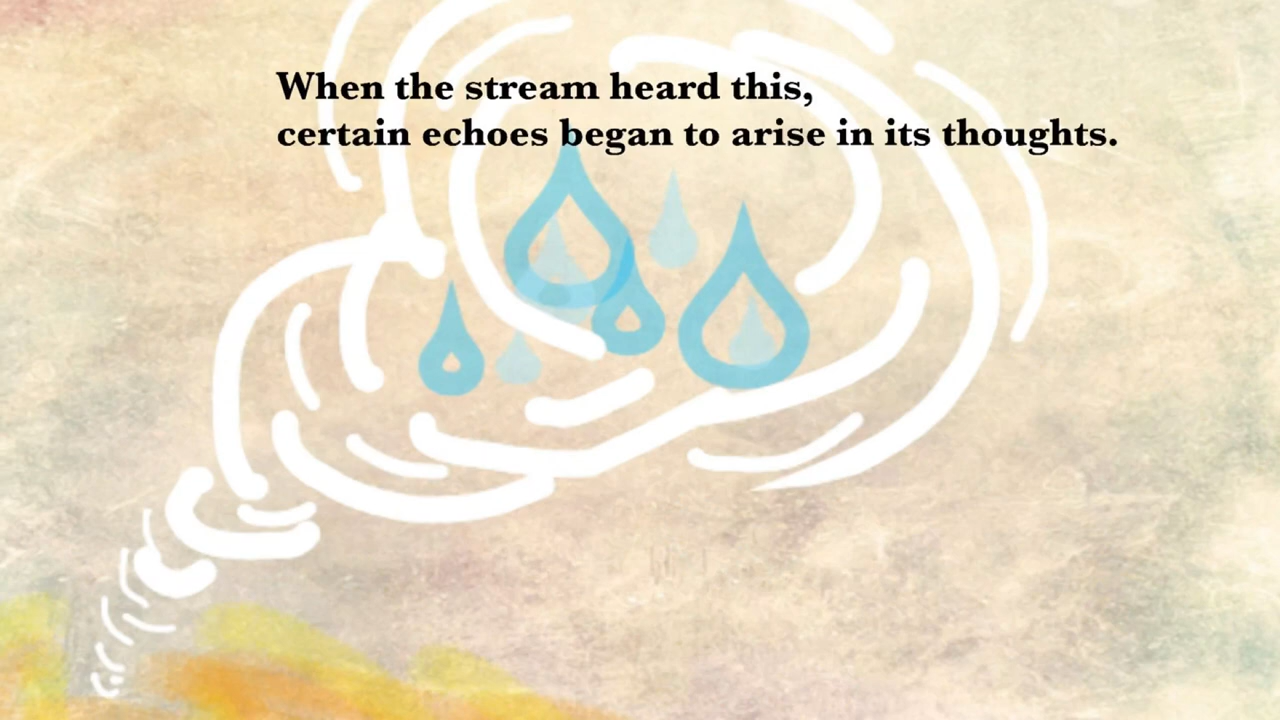 When the stream heard this,
certain echoes began to arise in its thoughts.